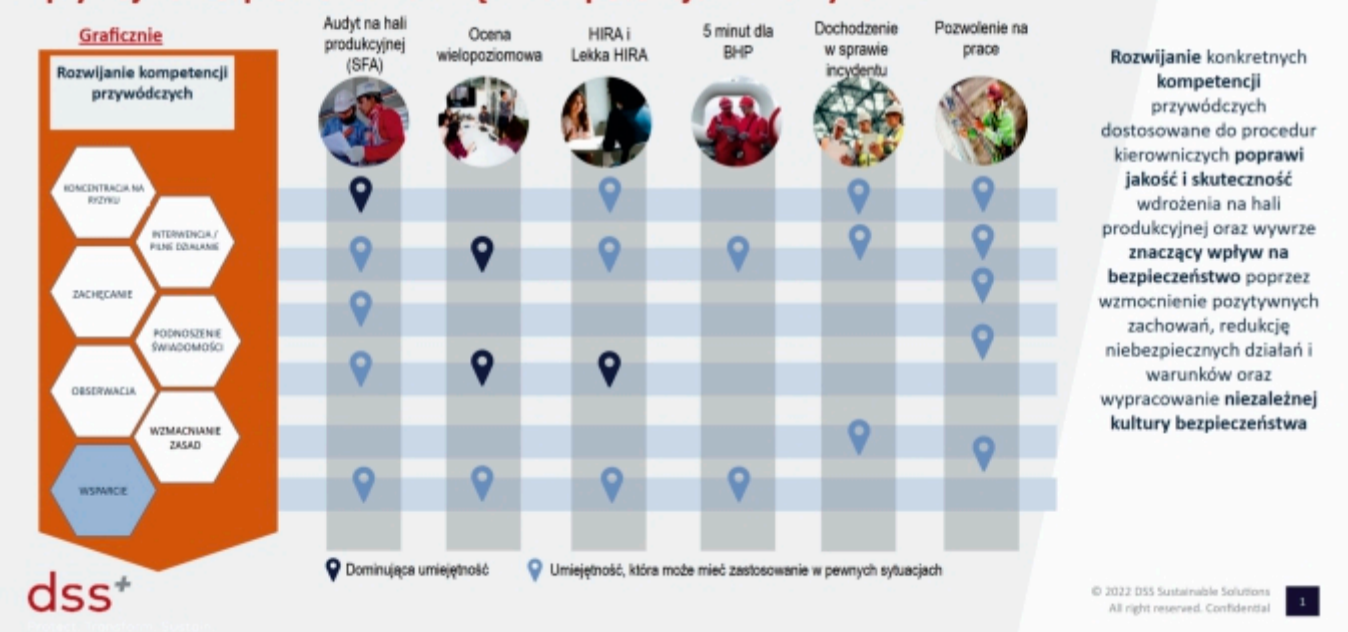 Graficznie
Rozwijanie kompetencji
przywódczych
KONCENTRACJA NA
RYZYKU
INTERWENCJA /
PILNE DZIAŁANIE
ZACHĘCANIE
PODNOSZENIE
ŚWIADOMOŚCI
OBSERWACJA
WZMACNIANIE
ZASAD
WSPARCIE
Audyt na hali
produkcyjnej
(SFA)
Ocena
wielopoziomowa
HIRA i
Lekka HIRA
5 minut dla
BHP
Dochodzenie
w sprawie
incydentu
Pozwolenie na
prace
Dominująca umiejętność
Umiejętność, która może mieć zastosowanie w pewnych sytuacjach
Rozwijanie konkretnych
kompetencji
przywódczych
dostosowane do procedur
kierowniczych poprawi
jakość i skuteczność
wdrożenia na hali
produkcyjnej oraz wywrze
znaczący wpływ na
bezpieczeństwo poprzez
wzmocnienie pozytywnych
zachowań, redukcję
niebezpiecznych działań i
warunków oraz
wypracowanie niezależnej
kultury bezpieczeństwa
dss+
© 2022 DSS Sustainable Solutions
All right reserved. Confidential
1